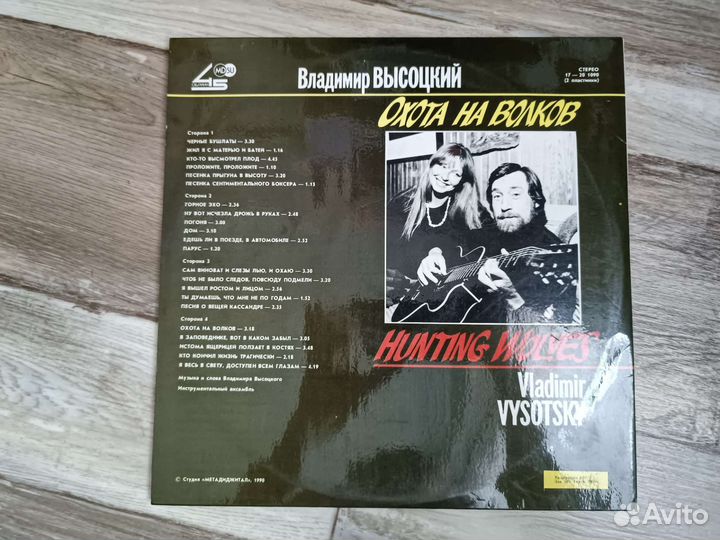 45
MD&SU
Владимир ВЫСОЦКИЙ
СТЕРЕО
17 — 20 1090
(2 пластинки)
ОХОТА НА ВОЛКОВ
Сторона 1
ЧЕРНЫЕ БУШЛАТЫ — 3.30
ЖИЛ Я С МАТЕРЬЮ И БАТЕЙ — 1.16
КТО-ТО ВЫСМОТРЕЛ ПЛОД — 4.45
ПРОЛОЖИТЕ, ПРОЛОЖИТЕ — 1.10
ПЕСЕНКА ПРЫГУНА В ВЫСОТУ — 3.20
ПЕСЕНКА СЕНТИМЕНТАЛЬНОГО БОКСЕРА — 1.13
Сторона 2
ГОРНОЕ ЭХО — 2.36
НУ ВОТ ИСЧЕЗЛА ДРОЖЬ В РУКАХ — 2.48
ПОГОНЯ — 3.00
ДОМ — 3.10
ЕДЕШЬ ЛИ В ПОЕЗДЕ, В АВТОМОБИЛЕ — 2.52
ПАРУС — 1.20
Сторона 3
САМ ВИНОВАТ И СЛЕЗЫ ЛЬЮ, И ОХАЮ — 3.30
ЧТОБ НЕ БЫЛО СЛЕДОВ, ПОВСЮДУ ПОДМЕЛИ — 3.20
Я ВЫШЕЛ РОСТОМ И ЛИЦОМ — 2.56
ТЫ ДУМАЕШЬ, ЧТО МНЕ НЕ ПО ГОДАМ — 1.52
ПЕСНЯ О ВЕЩЕЙ КАССАНДРЕ — 2.35
Сторона 4
ОХОТА НА ВОЛКОВ — 3.18
В ЗАПОВЕДНИКЕ, ВОТ В КАКОМ ЗАБЫЛ — 3.05
ИСТОМА ЯЩЕРИЦЕЙ ПОЛЗАЕТ В КОСТЯХ — 3.48
КТО КОНЧИЛ ЖИЗНЬ ТРАГИЧЕСКИ — 2.18
Я ВЕСЬ В СВЕТУ, ДОСТУПЕН ВСЕМ ГЛАЗАМ — 4.19
Музыка и слова Владимира Высоцкого
Инструментальный ансамбль
HUNTING WOLVES
Vladimir
VYSOTSKY
© Студия «МЕТАДИДЖИТАЛ», 1990
Avito